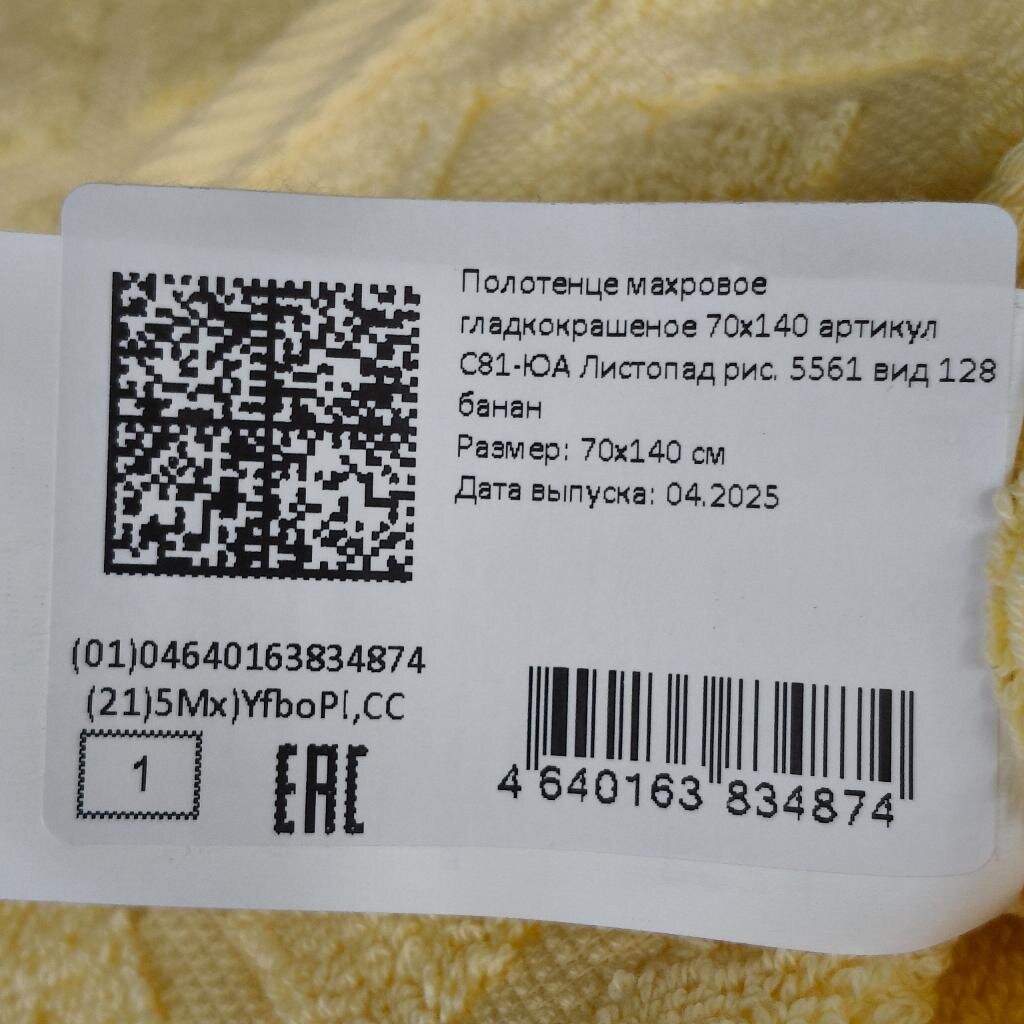 Полотенце махровое
гладкокрашеное 70х140 артикул
С81-ЮА Листопад рис. 5561 вид 128
банан
Размер: 70х140 см
Дата выпуска: 04.2025
(01)04640163834874
(21)5Mx)YfboP[,CC
1
EAC
4 640163 834874